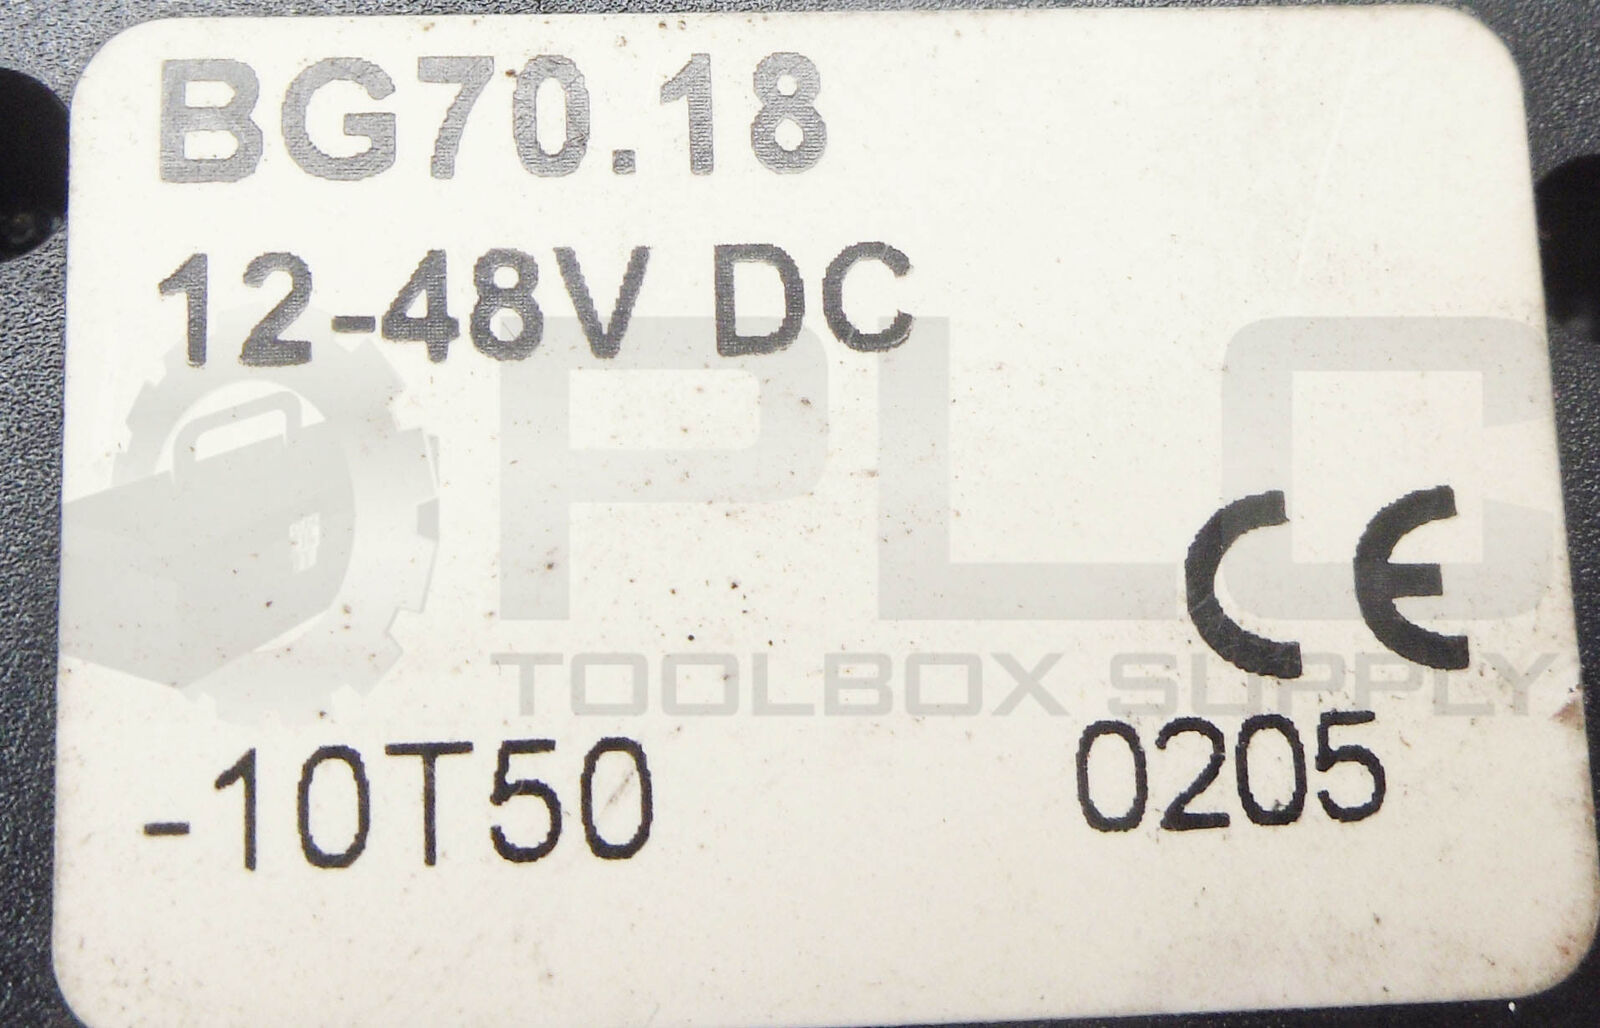 BG70.18
12-48V DC
PLC
CE
TOOLBOX SUPPLY
-10T50 0205